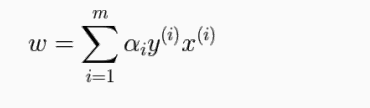 $w = \sum_{i=1}^{m} \alpha_i y^{(i)} x^{(i)}$